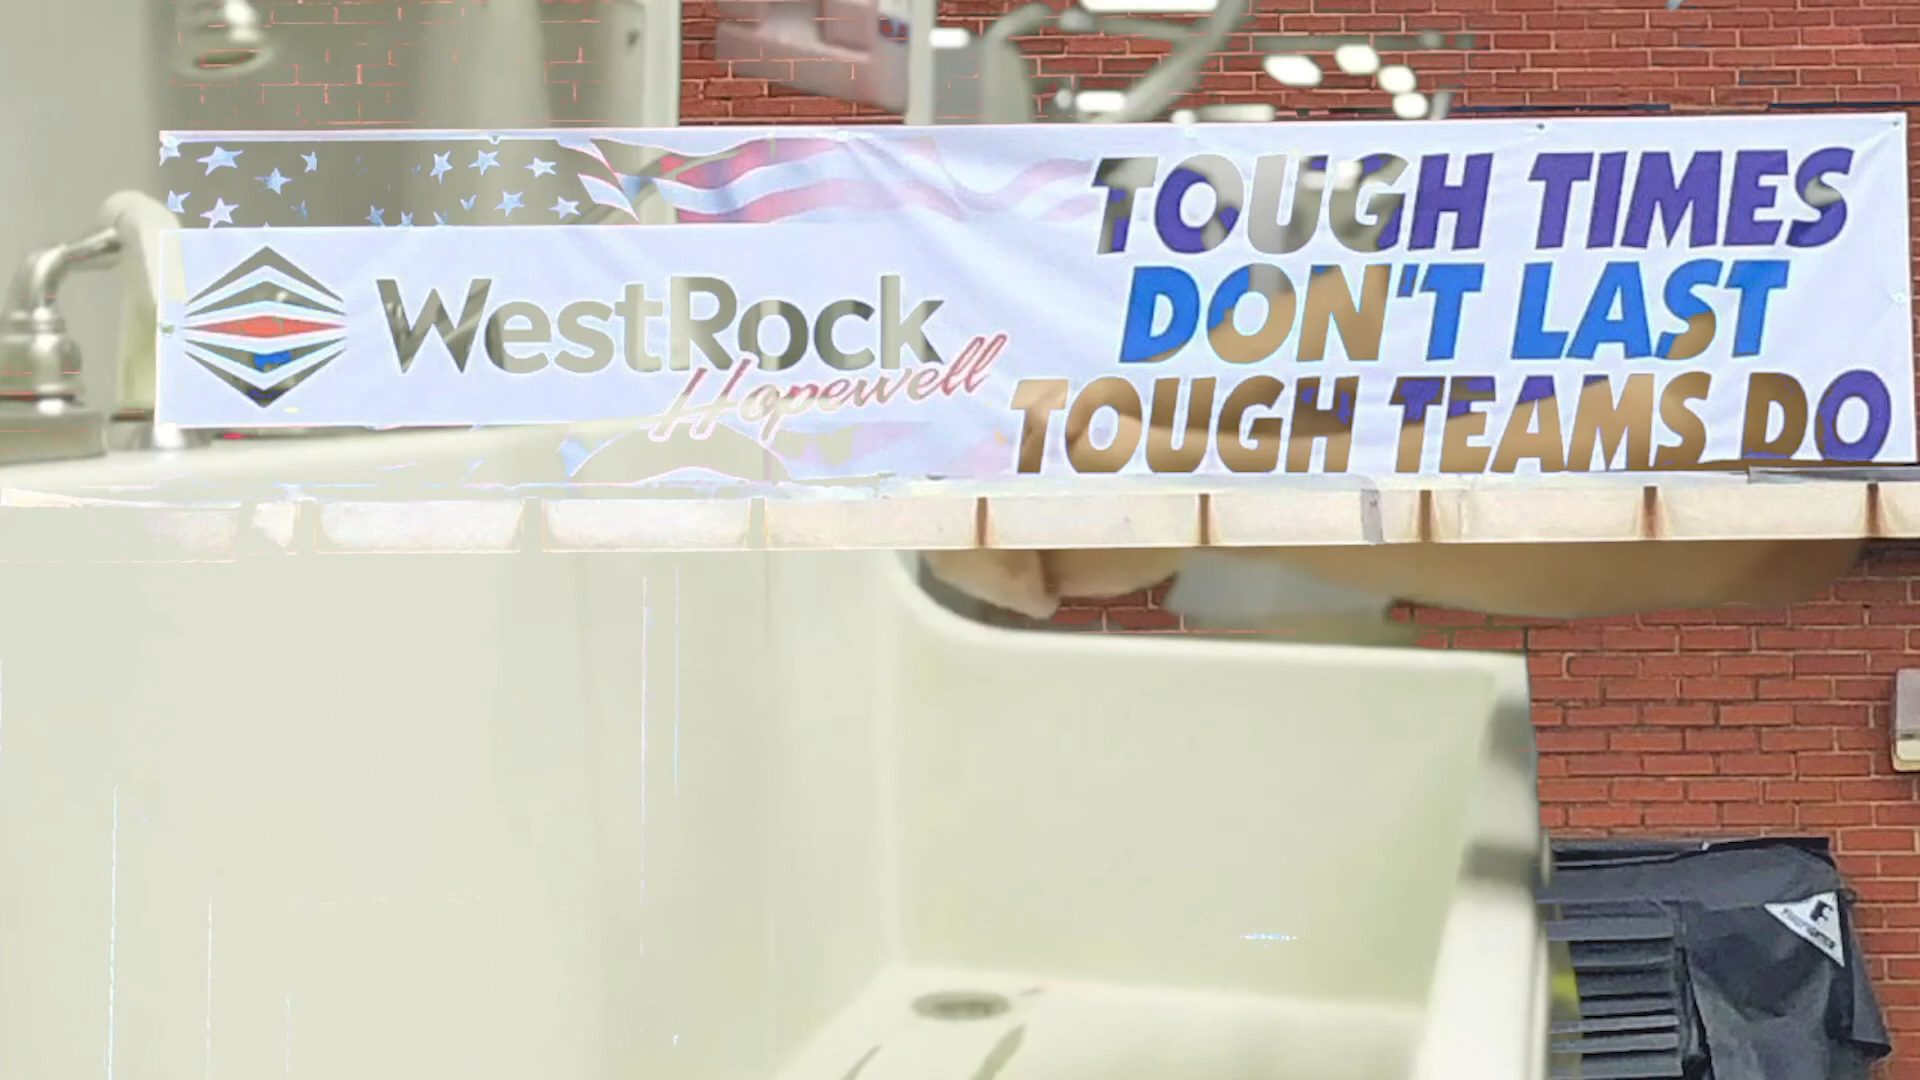 WestRock
Hopewell
TOUGH TIMES
DON'T LAST
TOUGH TEAMS DO
F